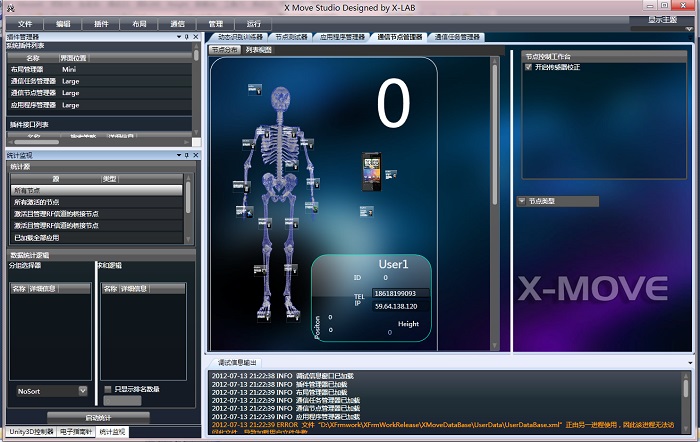 X Move Studio Designed by X-LAB
文件 编辑 插件 布局 通信 管理 运行
显示主题
插件管理器
系统插件列表
名称 界面位置
布局管理器 Mini
通信任务管理器 Large
通信节点管理器 Large
应用程序管理器 Large
插件接口列表
统计监视
统计源
源 类型
所有节点
所有激活的节点
激活且管理RF信道的桥接节点
激活且管理RF信道的桥接节点
已加载全部应用
数据统计逻辑
分组选择器 求和逻辑
名称 详细信息 名称 详细信息
NoSort
只显示排名数量
启动统计
Unity3D控制器 电子指南针 统计监视
动态识别训练器 节点测试器 应用程序管理器 通信节点管理器 通信任务管理器
节点分布 列表视图
0
User1
ID 0
TEL 18618199093
IP 59.64.138.120
Positon
0
0
Height
0
节点控制工作台
开启传感器校正
节点类型
X-MOVE
调试信息输出
2012-07-13 21:22:38 INFO 调试信息窗口已加载
2012-07-13 21:22:38 INFO 插件管理器已加载
2012-07-13 21:22:39 INFO 布局管理器已加载
2012-07-13 21:22:39 INFO 通信任务管理器已加载
2012-07-13 21:22:39 INFO 通信节点管理器已加载
2012-07-13 21:22:39 INFO 应用程序管理器已加载
2012-07-13 21:22:39 ERROR 文件“D:\XFrmwork\XFrmWorkRelease\XMoveDataBase\UserData\UserDataBase.xml”正由另一进程使用，因此该进程无法访